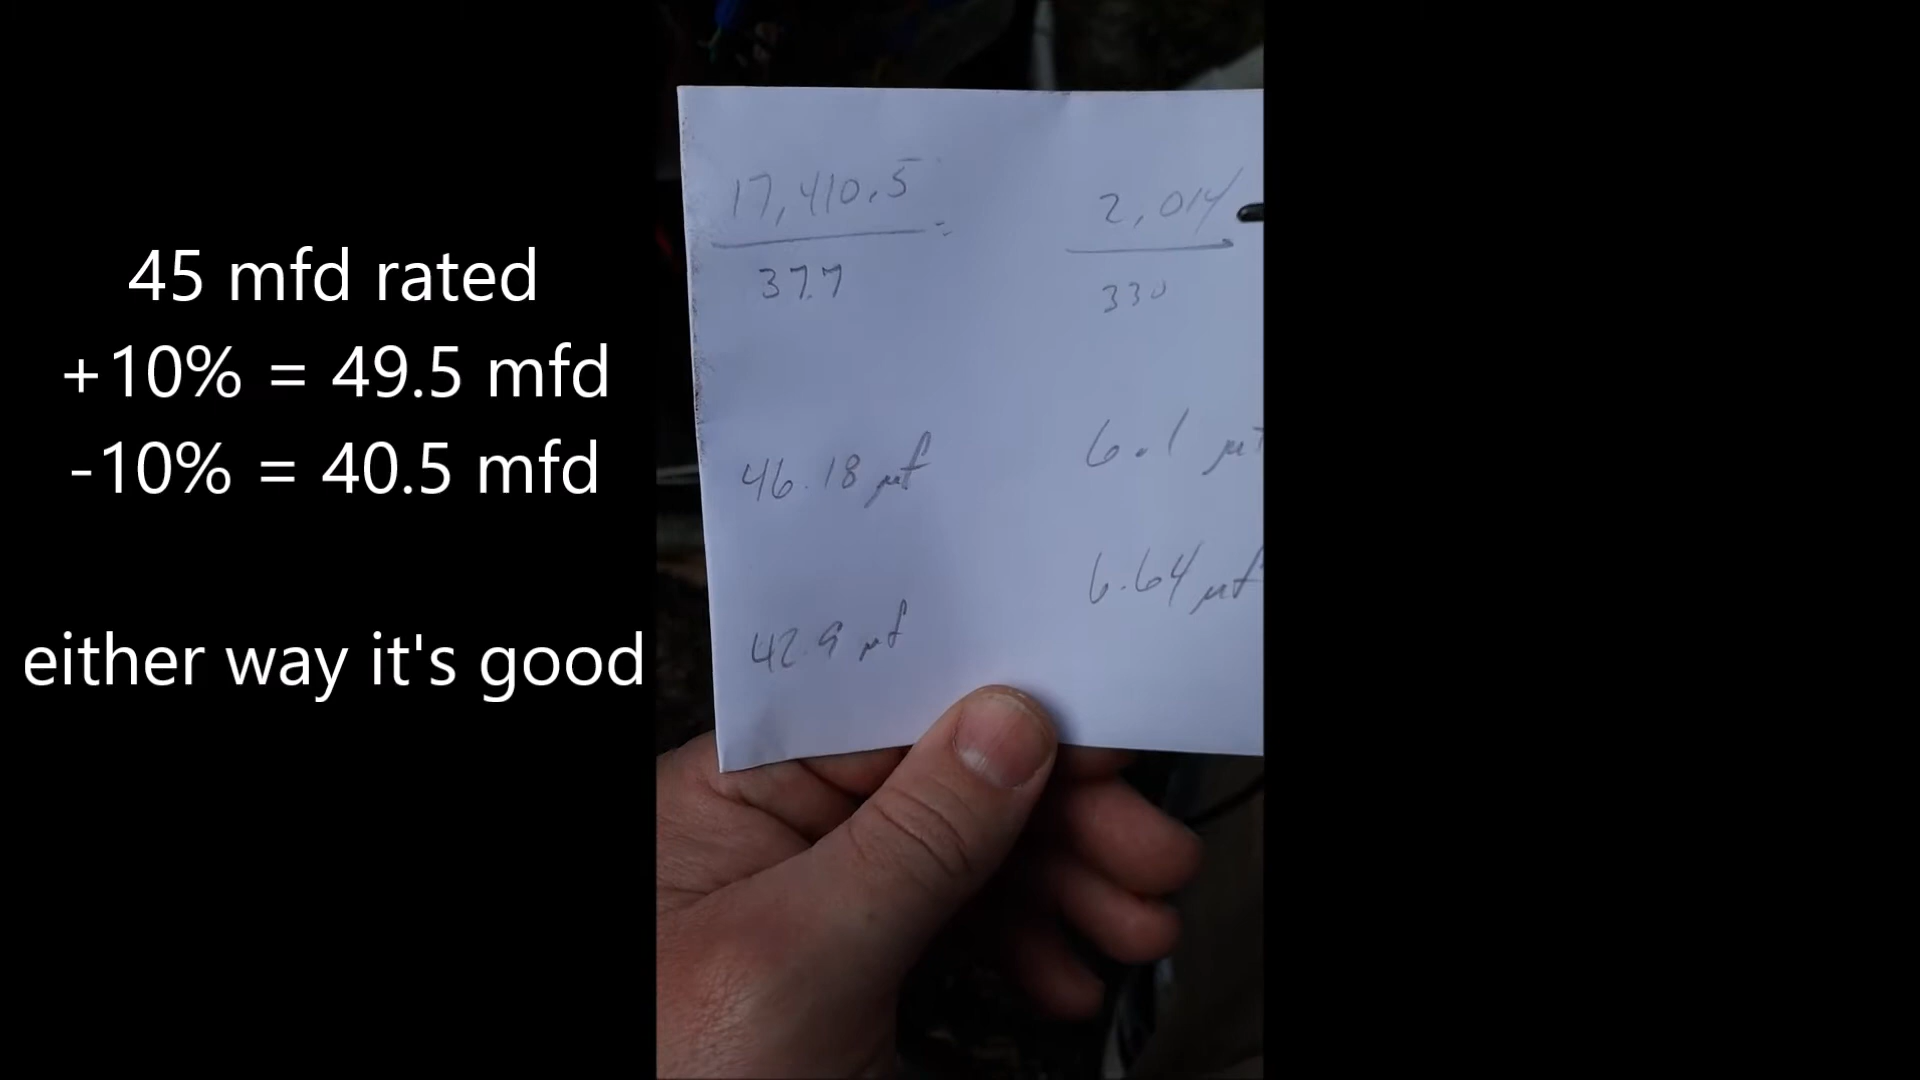 45 mfd rated
+10% = 49.5 mfd
-10% = 40.5 mfd
either way it's good
17,410.5 =
377
2,014
330
46.18 µf
6.1
42.9 µf
6.64 µf